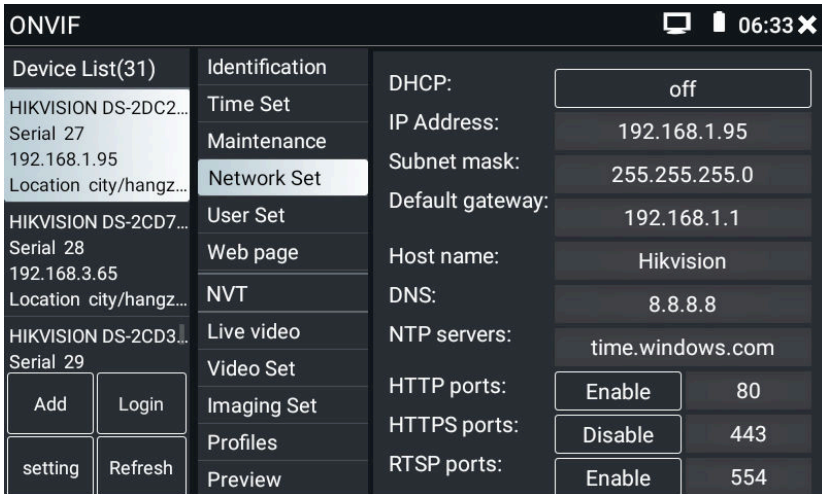 ONVIF
06:33
Device List(31)
HIKVISION DS-2DC2...
Serial 27
192.168.1.95
Location city/hangz...
HIKVISION DS-2CD7...
Serial 28
192.168.3.65
Location city/hangz...
HIKVISION DS-2CD3...
Serial 29
Add
Login
setting
Refresh
Identification
Time Set
Maintenance
Network Set
User Set
Web page
NVT
Live video
Video Set
Imaging Set
Profiles
Preview
DHCP: off
IP Address: 192.168.1.95
Subnet mask: 255.255.255.0
Default gateway: 192.168.1.1
Host name: Hikvision
DNS: 8.8.8.8
NTP servers: time.windows.com
HTTP ports: Enable 80
HTTPS ports: Disable 443
RTSP ports: Enable 554